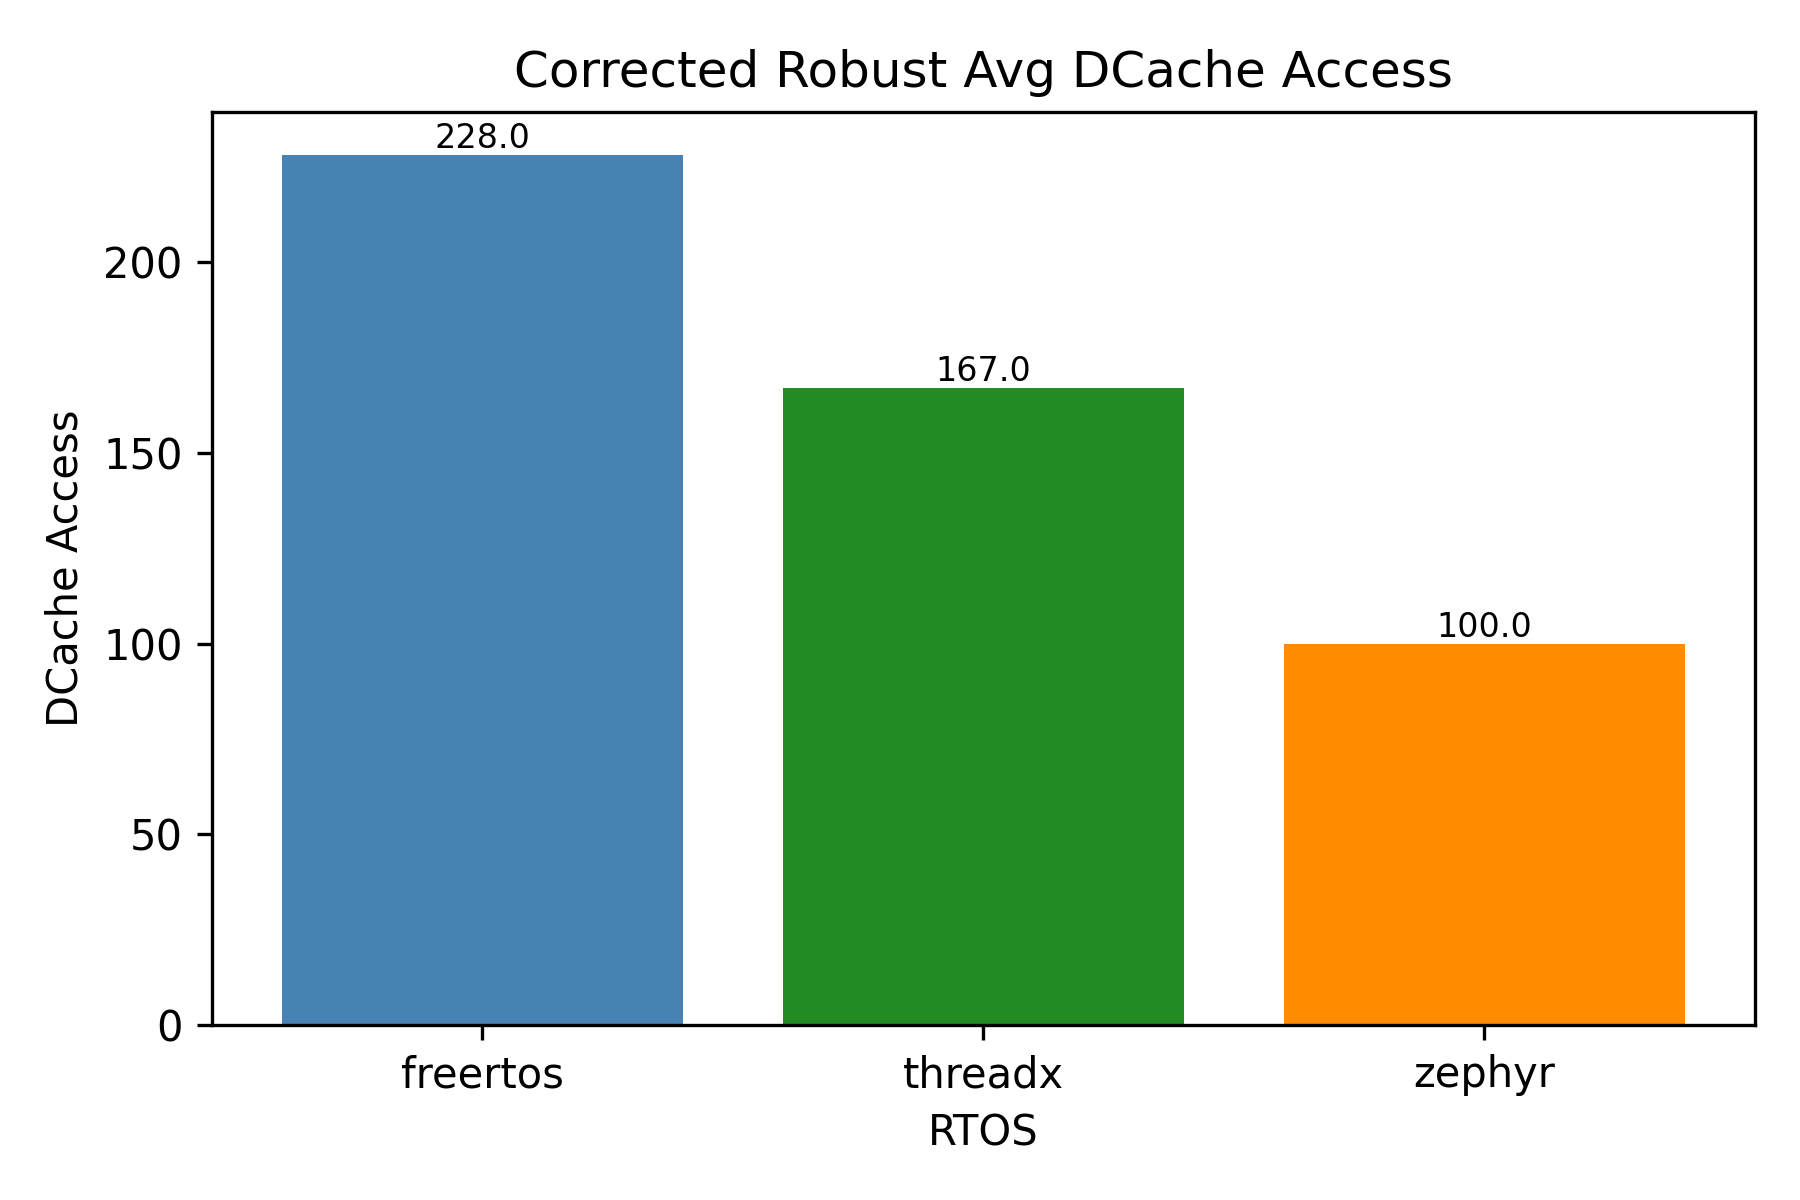 Corrected Robust Avg DCache Access
228.0
167.0
100.0
DCache Access
200
150
100
50
0
freertos
threadx
zephyr
RTOS